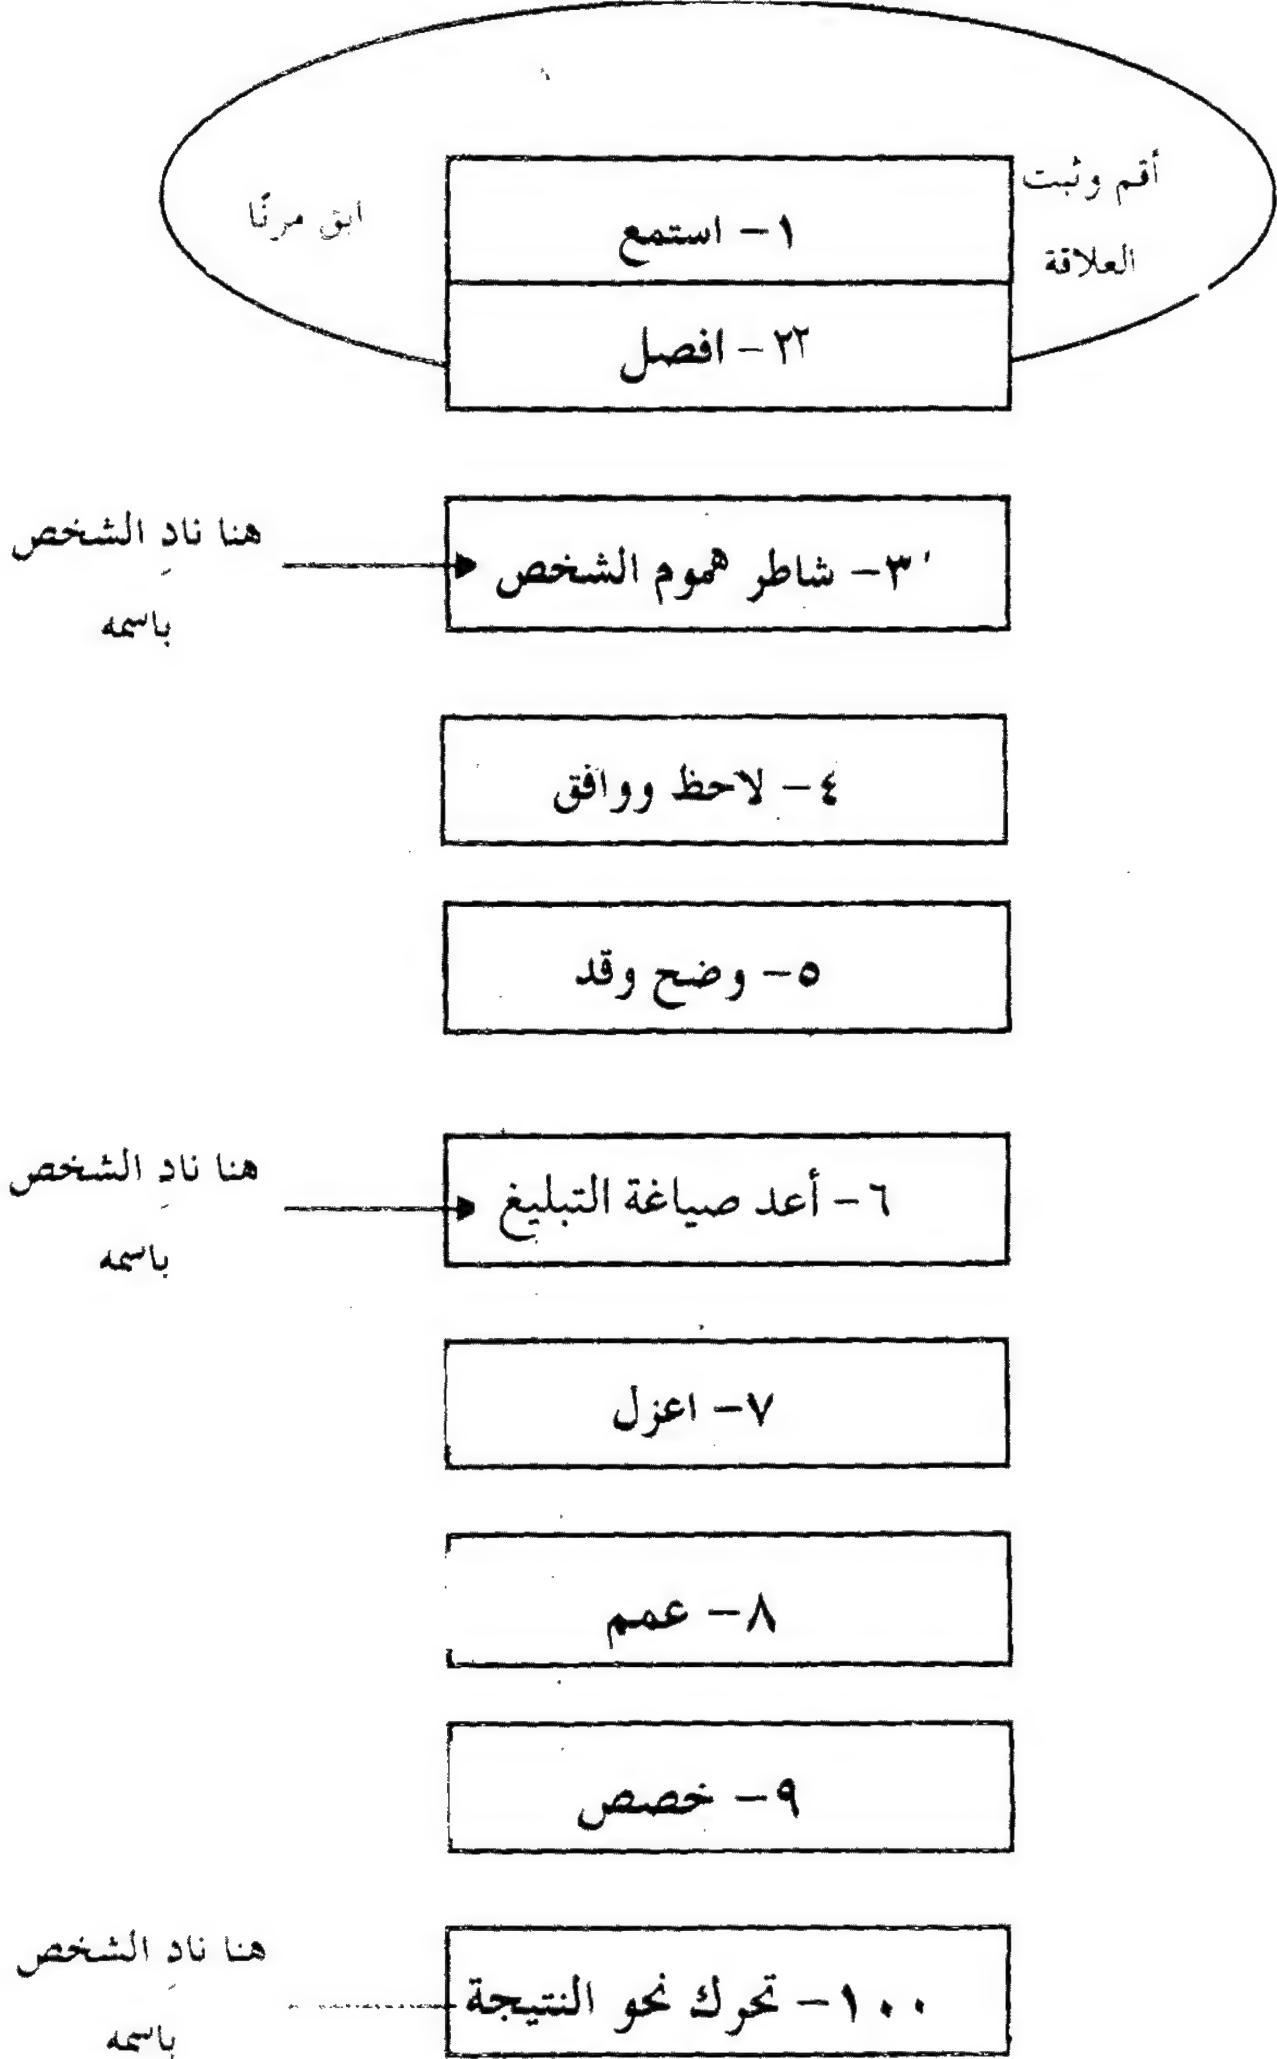 أقم وثبت
العلاقة
ابق مرنًا
١- استمع
٢٢- افصل
٣- شاطر هموم الشخص
هنا نادِ الشخص
باسمه
٤- لاحظ ووافق
٥- وضح وقد
٦- أعد صياغة التبليغ
هنا نادِ الشخص
باسمه
٧- اعزل
٨- عمم
٩- خصص
١٠٠- تحرك نحو النتيجة
هنا نادِ الشخص
باسمه